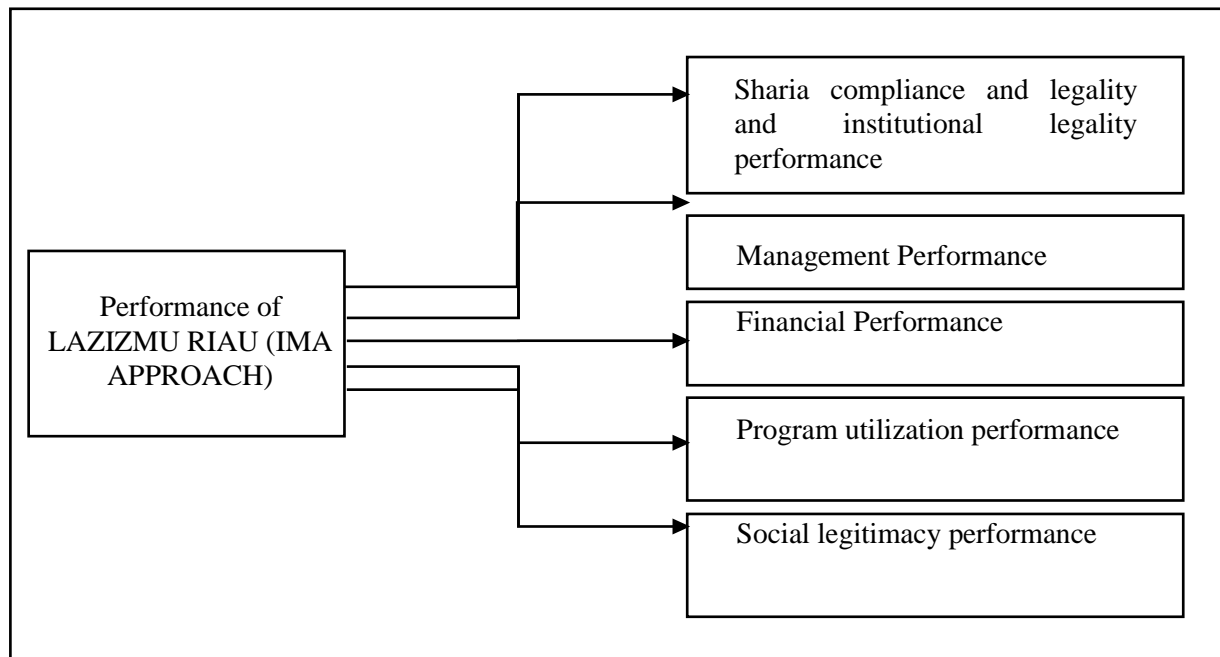 Sharia compliance and legality
and institutional legality
performance
Management Performance
Performance of
LAZIZMU RIAU (IMA
APPROACH)
Financial Performance
Program utilization performance
Social legitimacy performance